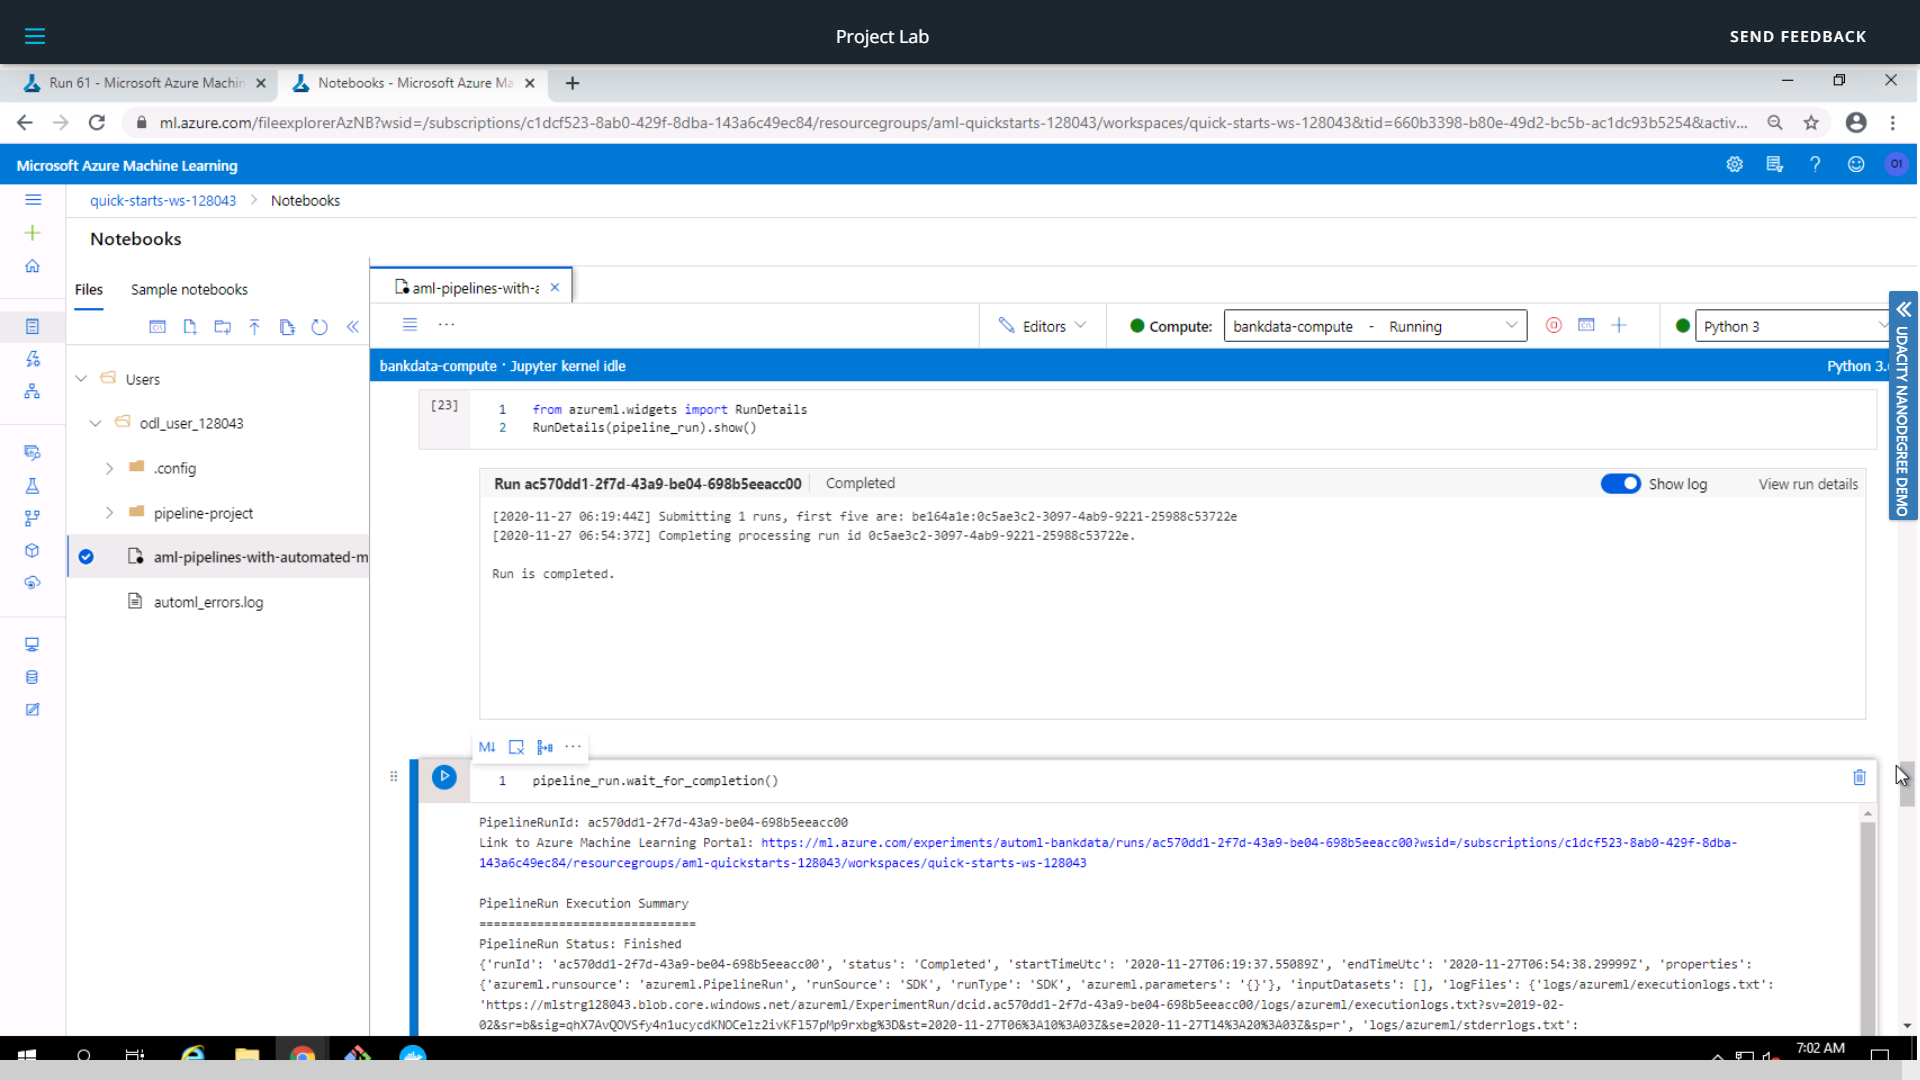 Project Lab
SEND FEEDBACK
Run 61 - Microsoft Azure Machin
Notebooks - Microsoft Azure Ma
ml.azure.com/fileexplorerAzNB?wsid=/subscriptions/c1dcf523-8ab0-429f-8dba-143a6c49ec84/resourcegroups/aml-quickstarts-128043/workspaces/quick-starts-ws-128043&tid=660b3398-b80e-49d2-bc5b-ac1dc93b5254&activ...
Microsoft Azure Machine Learning
01
quick-starts-ws-128043 > Notebooks
Notebooks
Files
Sample notebooks
aml-pipelines-with-a
Editors
Compute:
bankdata-compute - Running
Python 3
bankdata-compute · Jupyter kernel idle
Python 3.
UDACITY NANODEGREE DEMO
Users
odl_user_128043
.config
pipeline-project
aml-pipelines-with-automated-m
automl_errors.log
[23]
1 from azureml.widgets import RunDetails
2 RunDetails(pipeline_run).show()
Run ac570dd1-2f7d-43a9-be04-698b5eeacc00
Completed
Show log
View run details
[2020-11-27 06:19:44Z] Submitting 1 runs, first five are: be164a1e:0c5ae3c2-3097-4ab9-9221-25988c53722e
[2020-11-27 06:54:37Z] Completing processing run id 0c5ae3c2-3097-4ab9-9221-25988c53722e.
Run is completed.
M↓
1 pipeline_run.wait_for_completion()
PipelineRunId: ac570dd1-2f7d-43a9-be04-698b5eeacc00
Link to Azure Machine Learning Portal: https://ml.azure.com/experiments/automl-bankdata/runs/ac570dd1-2f7d-43a9-be04-698b5eeacc00?wsid=/subscriptions/c1dcf523-8ab0-429f-8dba-
143a6c49ec84/resourcegroups/aml-quickstarts-128043/workspaces/quick-starts-ws-128043
PipelineRun Execution Summary
==============================
PipelineRun Status: Finished
{'runId': 'ac570dd1-2f7d-43a9-be04-698b5eeacc00', 'status': 'Completed', 'startTimeUtc': '2020-11-27T06:19:37.55089Z', 'endTimeUtc': '2020-11-27T06:54:38.29999Z', 'properties':
{'azureml.runsource': 'azureml.PipelineRun', 'runSource': 'SDK', 'runType': 'SDK', 'azureml.parameters': '{}'}, 'inputDatasets': [], 'logFiles': {'logs/azureml/executionlogs.txt':
'https://mlstrg128043.blob.core.windows.net/azureml/ExperimentRun/dcid.ac570dd1-2f7d-43a9-be04-698b5eeacc00/logs/azureml/executionlogs.txt?sv=2019-02-
02&sr=b&sig=qhX7AvQOVSfy4n1ucycdKNOCelz2ivKFl57pMp9rxbg%3D&st=2020-11-27T06%3A10%3A03Z&se=2020-11-27T14%3A20%3A03Z&sp=r', 'logs/azureml/stderrlogs.txt':
7:02 AM